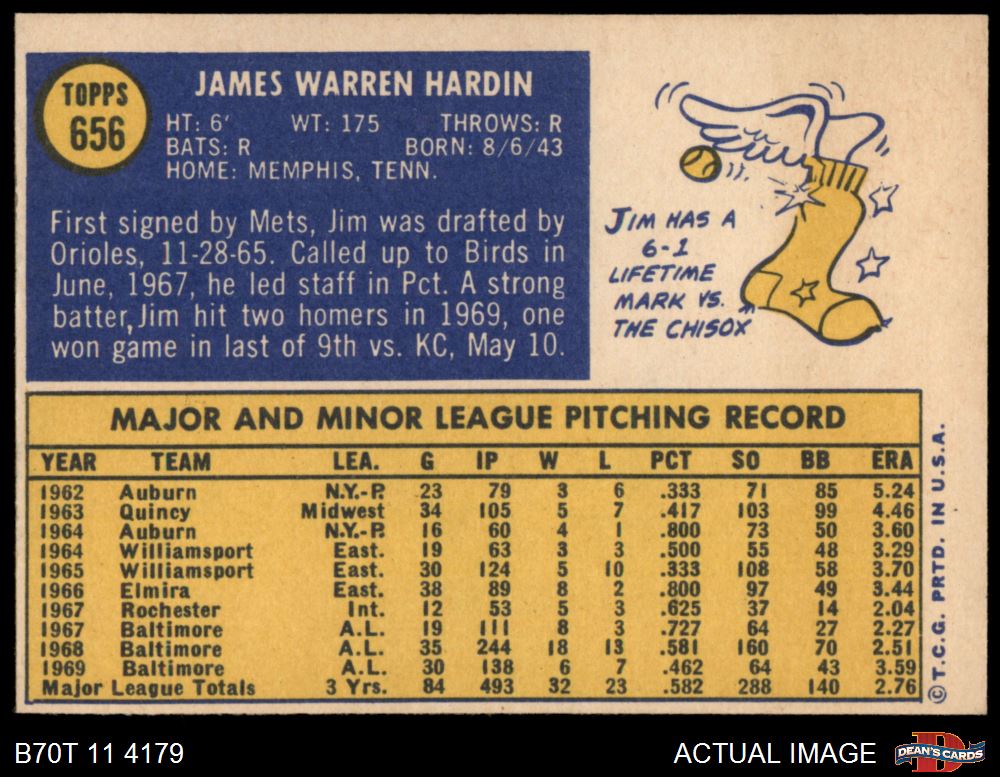 TOPPS
656
JAMES WARREN HARDIN
HT: 6' WT: 175 THROWS: R
BATS: R BORN: 8/6/43
HOME: MEMPHIS, TENN.
First signed by Mets, Jim was drafted by
Orioles, 11-28-65. Called up to Birds in
June, 1967, he led staff in Pct. A strong
batter, Jim hit two homers in 1969, one
won game in last of 9th vs. KC, May 10.
JIM HAS A
6-1
LIFETIME
MARK VS.
THE CHISOX
MAJOR AND MINOR LEAGUE PITCHING RECORD
YEAR TEAM LEA. G IP W L PCT SO BB ERA
1962 Auburn N.Y.-P. 23 79 3 6 .333 71 85 5.24
1963 Quincy Midwest 34 105 5 7 .417 103 99 4.46
1964 Auburn N.Y.-P. 16 60 4 1 .800 73 50 3.60
1964 Williamsport East. 19 63 3 3 .500 55 48 3.29
1965 Williamsport East. 30 124 5 10 .333 108 58 3.70
1966 Elmira East. 38 89 8 2 .800 97 49 3.44
1967 Rochester Int. 12 53 5 3 .625 37 14 2.04
1967 Baltimore A.L. 19 111 8 3 .727 64 27 2.27
1968 Baltimore A.L. 35 244 18 13 .581 160 70 2.51
1969 Baltimore A.L. 30 138 6 7 .462 64 43 3.59
Major League Totals 3 Yrs. 84 493 32 23 .582 288 140 2.76
© T.C.G. PRTD. IN U.S.A.
B70T 11 4179
ACTUAL IMAGE
D
DEAN'S CARDS